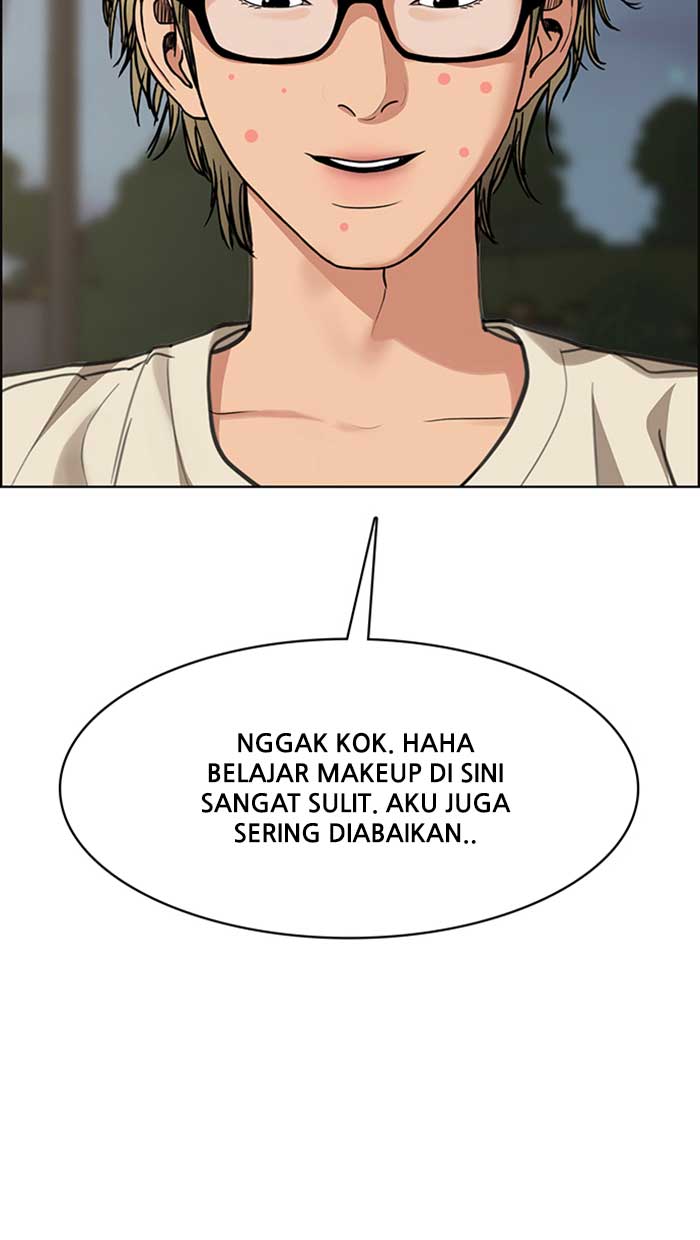 NGGAK KOK. HAHA
BELAJAR MAKEUP DI SINI
SANGAT SULIT. AKU JUGA
SERING DIABAIKAN..